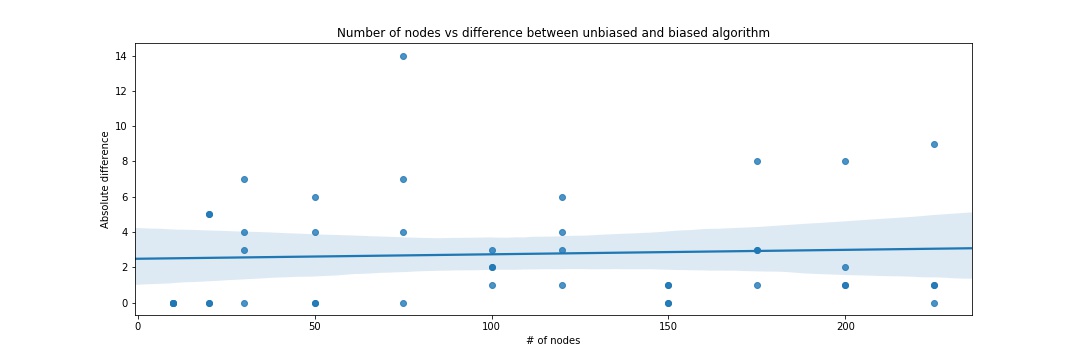 Number of nodes vs difference between unbiased and biased algorithm
14
12
10
8
6
4
2
0
Absolute difference
0 50 100 150 200
# of nodes